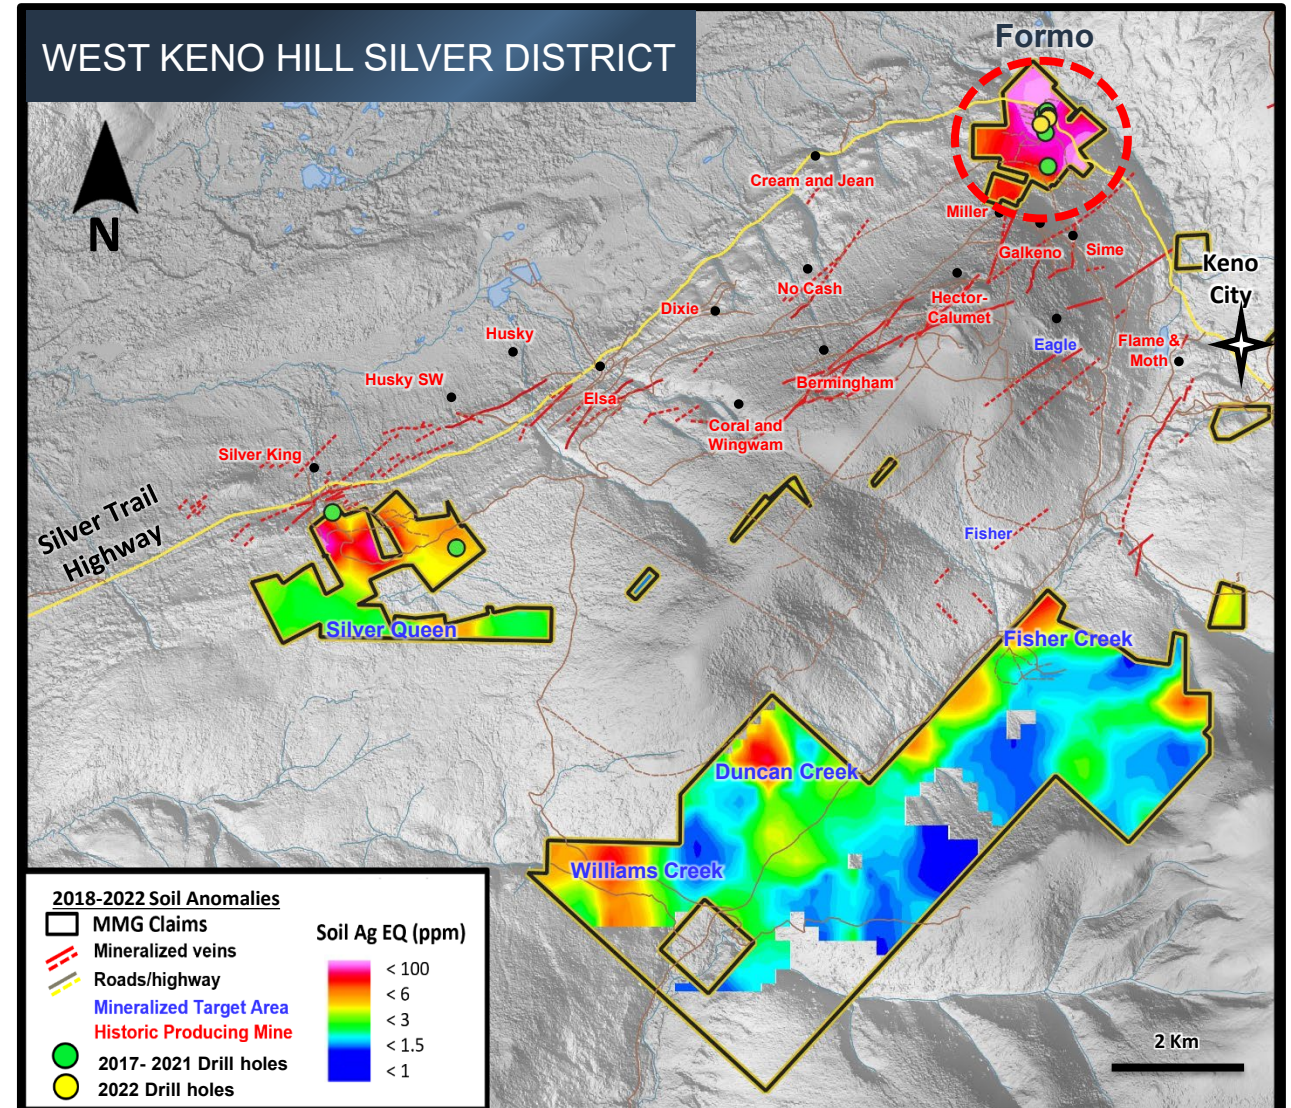 WEST KENO HILL SILVER DISTRICT
Formo
N
Cream and Jean
Miller
Galkeno
Sime
Keno
City
No Cash
Hector-
Calumet
Dixie
Husky
Eagle
Flame &
Moth
Husky SW
Bermingham
Elsa
Coral and
Wingwam
Silver King
Silver Trail
Highway
Fisher
Silver Queen
Fisher Creek
Duncan Creek
Williams Creek
2018-2022 Soil Anomalies
MMG Claims
Mineralized veins
Roads/highway
Mineralized Target Area
Historic Producing Mine
2017- 2021 Drill holes
2022 Drill holes
Soil Ag EQ (ppm)
< 100
< 6
< 3
< 1.5
< 1
2 Km